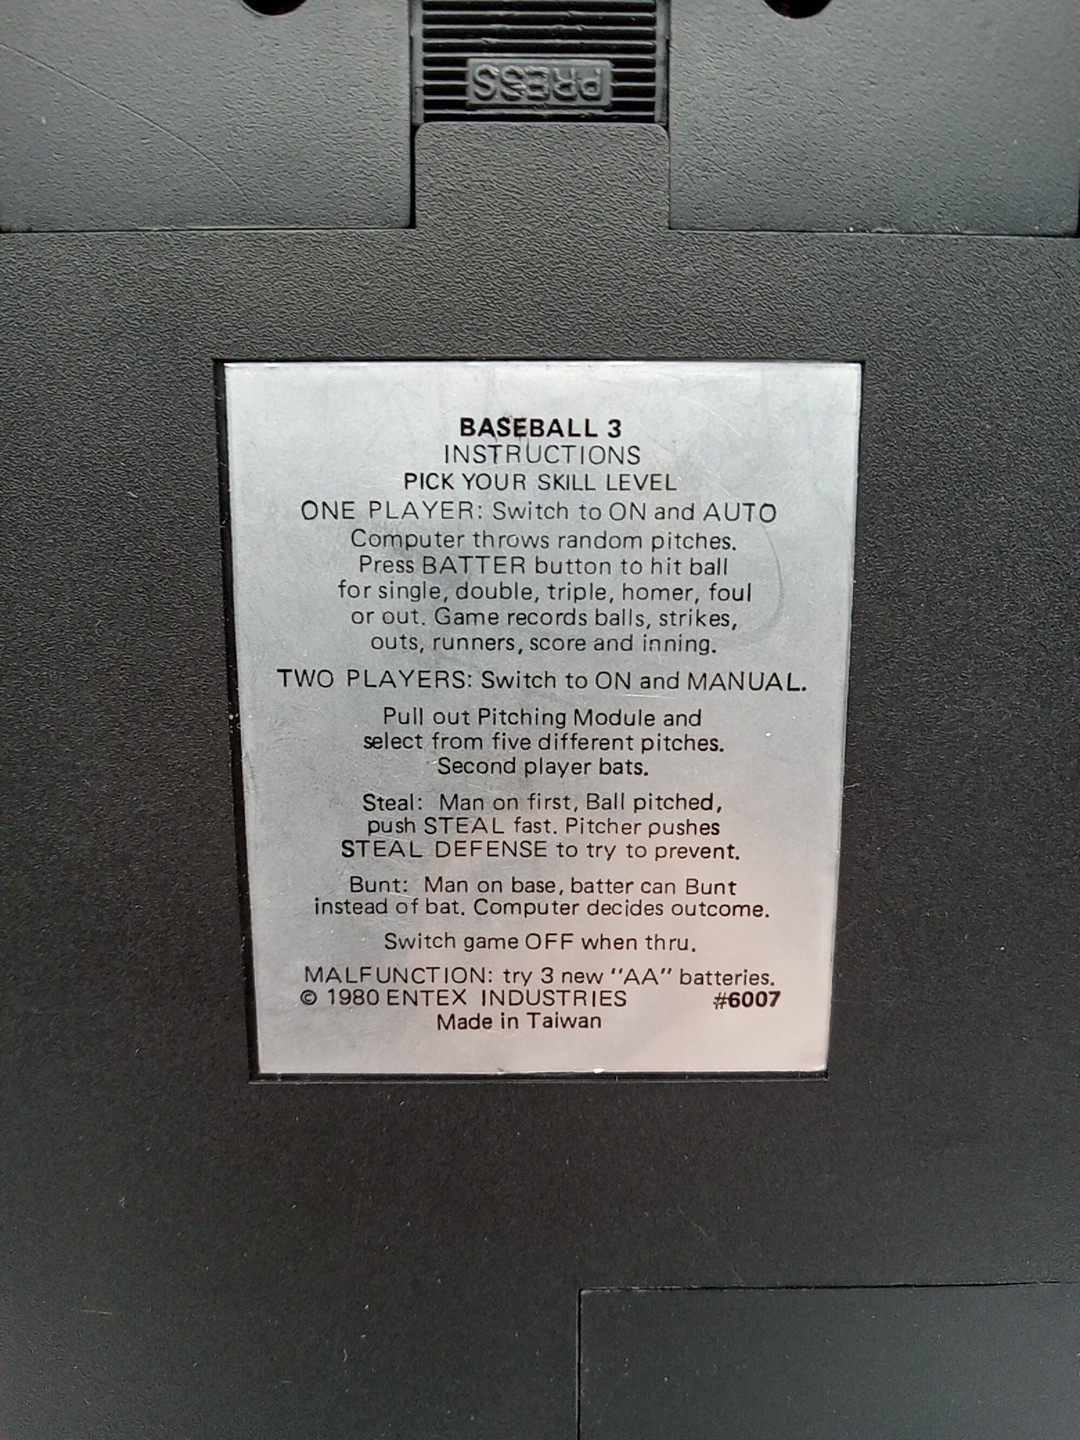 PRESS
BASEBALL 3
INSTRUCTIONS
PICK YOUR SKILL LEVEL
ONE PLAYER: Switch to ON and AUTO
Computer throws random pitches.
Press BATTER button to hit ball
for single, double, triple, homer, foul
or out. Game records balls, strikes,
outs, runners, score and inning.
TWO PLAYERS: Switch to ON and MANUAL.
Pull out Pitching Module and
select from five different pitches.
Second player bats.
Steal: Man on first, Ball pitched,
push STEAL fast. Pitcher pushes
STEAL DEFENSE to try to prevent.
Bunt: Man on base, batter can Bunt
instead of bat. Computer decides outcome.
Switch game OFF when thru.
MALFUNCTION: try 3 new "AA" batteries.
© 1980 ENTEX INDUSTRIES #6007
Made in Taiwan